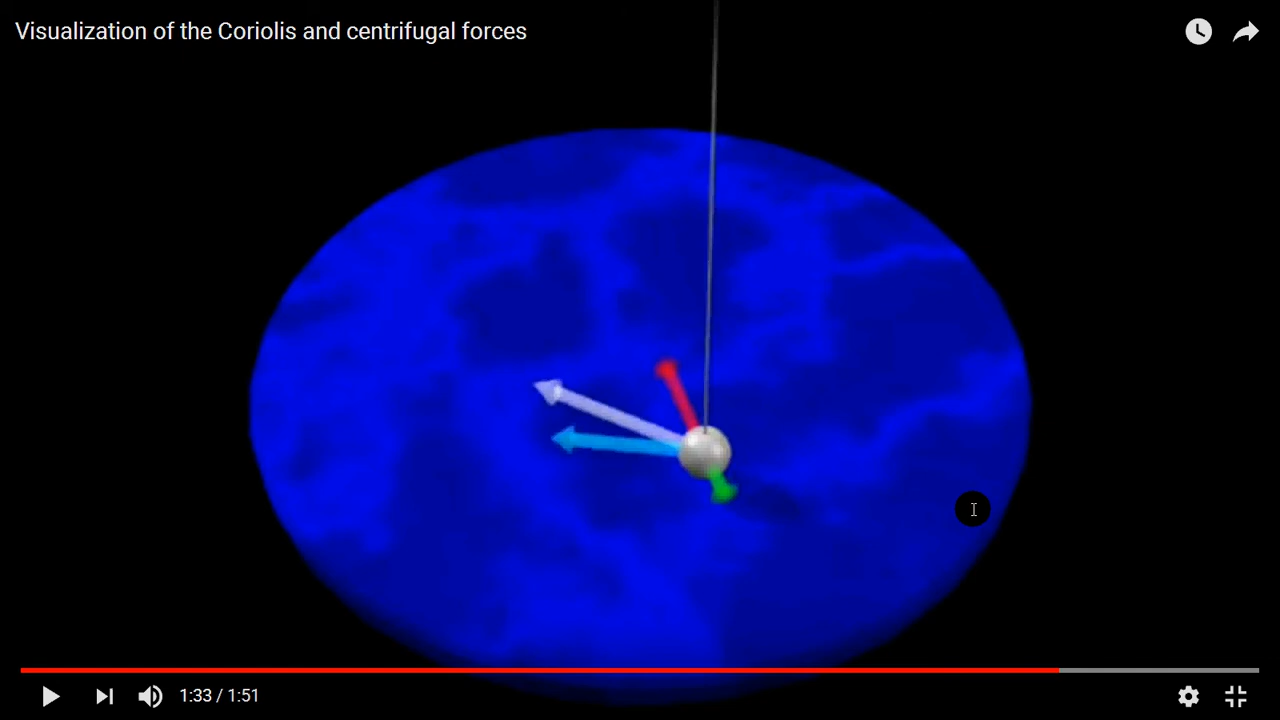 Visualization of the Coriolis and centrifugal forces
1:33 / 1:51